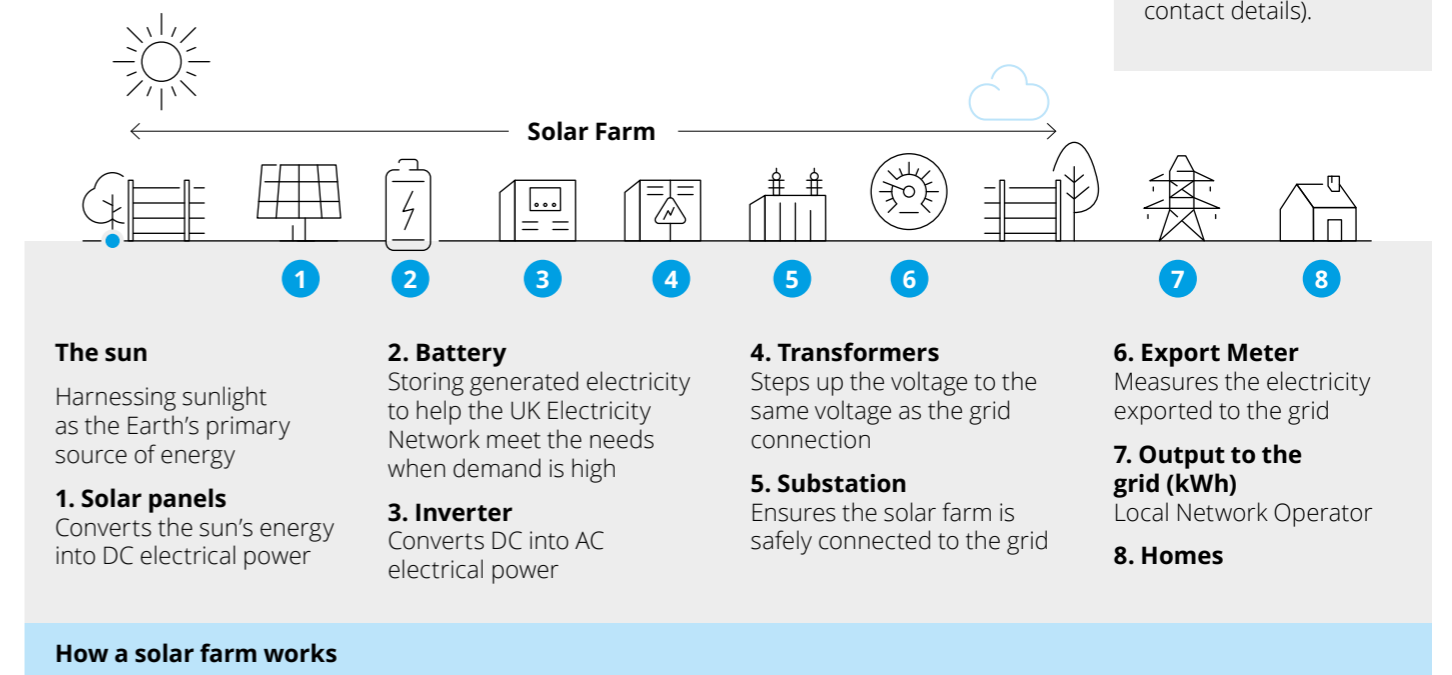 contact details).
Solar Farm
1
2
3
4
5
6
7
8
The sun
Harnessing sunlight
as the Earth's primary
source of energy
1. Solar panels
Converts the sun's energy
into DC electrical power
2. Battery
Storing generated electricity
to help the UK Electricity
Network meet the needs
when demand is high
3. Inverter
Converts DC into AC
electrical power
4. Transformers
Steps up the voltage to the
same voltage as the grid
connection
5. Substation
Ensures the solar farm is
safely connected to the grid
6. Export Meter
Measures the electricity
exported to the grid
7. Output to the
grid (kWh)
Local Network Operator
8. Homes
How a solar farm works